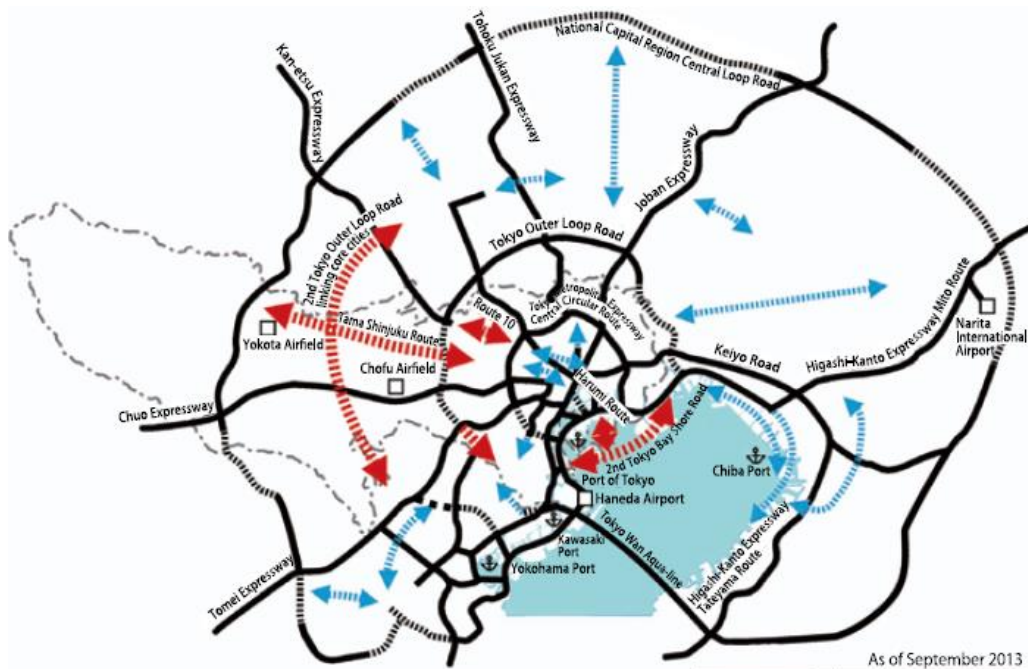 National Capital Region Central Loop Road
Tohoku Jukan Expressway
Kan-etsu Expressway
Joban Expressway
2nd Tokyo Outer Loop Road
linking core cities
Tokyo Outer Loop Road
Route 10
Central Circular Route
Tama Shinjuku Route
Yokota Airfield
Chofu Airfield
Harumi Route
Keiyo Road
Higashi-Kanto Expressway Mito Route
Narita
International
Airport
Chuo Expressway
2nd Tokyo Bay Shore Road
Chiba Port
Port of Tokyo
Haneda Airport
Tokyo Wan Aqua-line
Kawasaki
Port
Yokohama Port
Higashi-Kanto Expressway
Tateyama Route
Tomei Expressway
As of September 2013